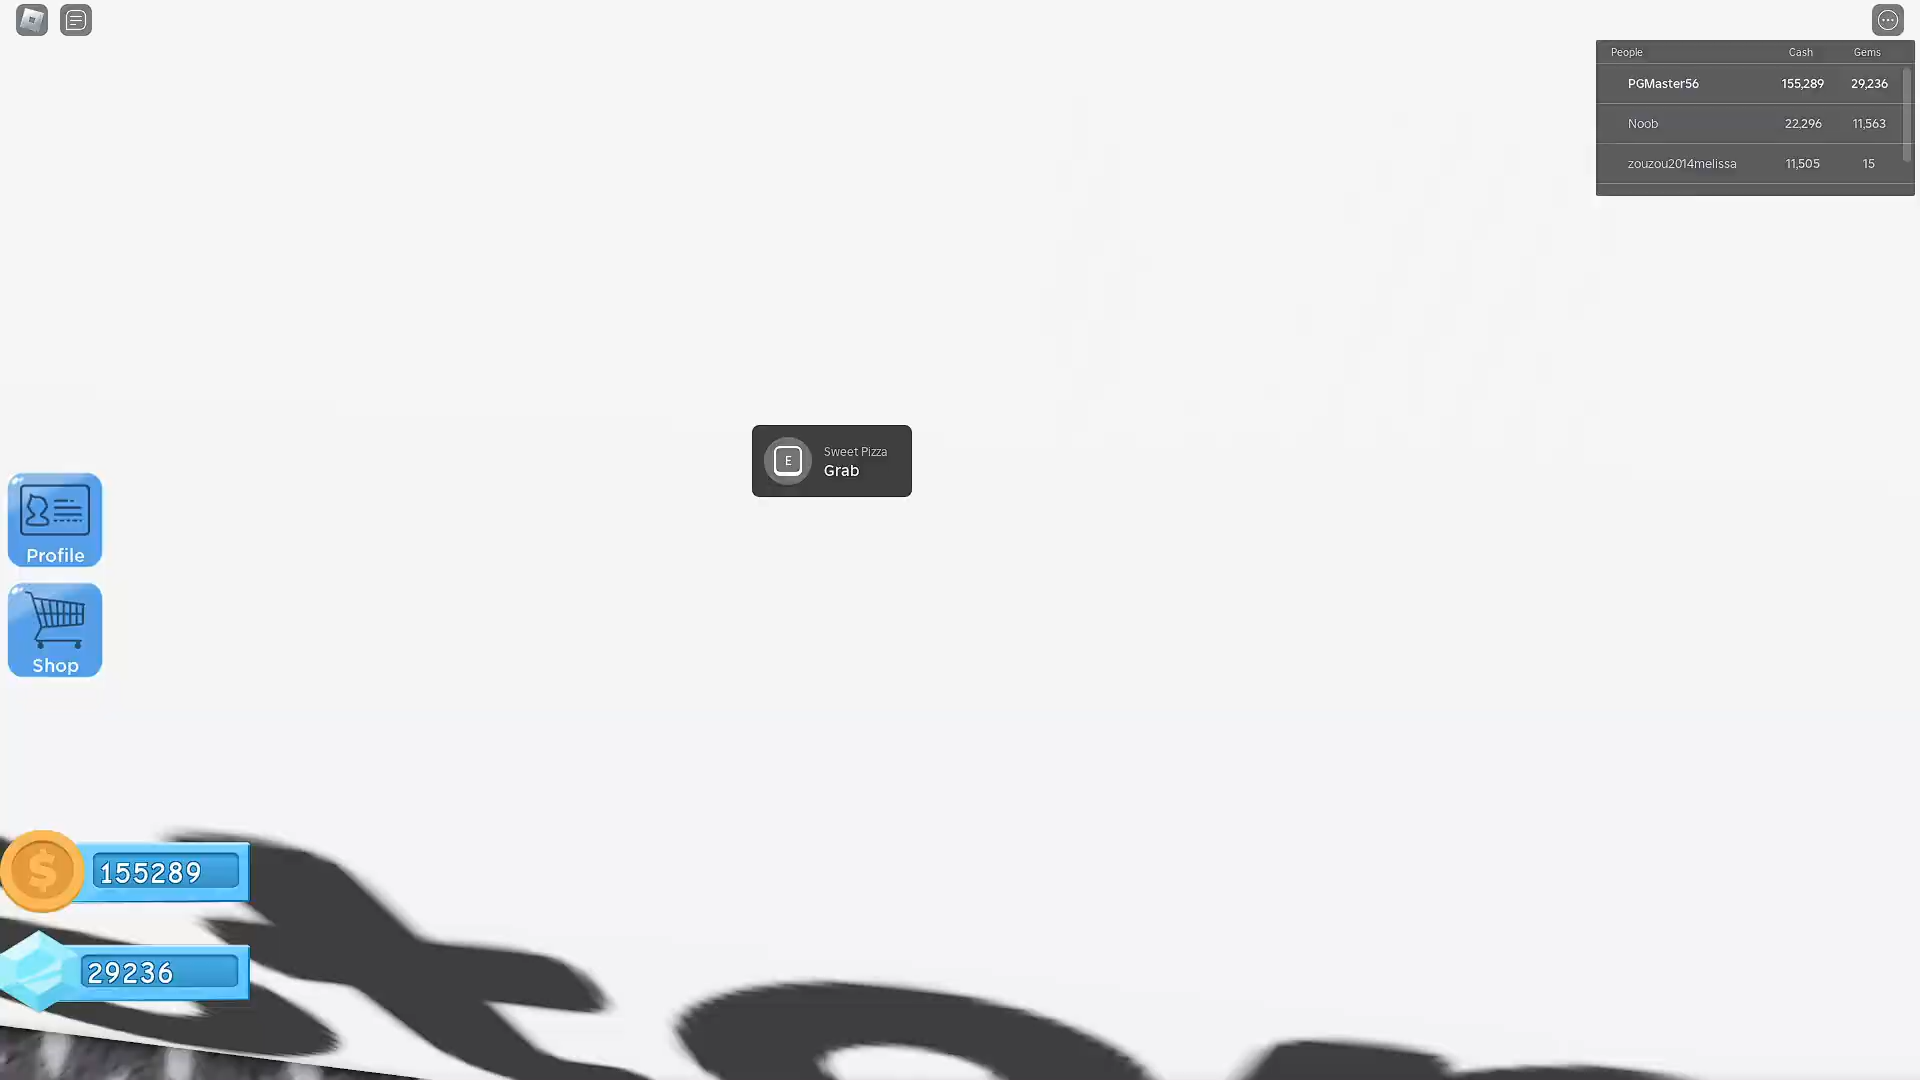 People Cash Gems
PGMaster56 155,289 29,236
Noob 22,296 11,563
zouzou2014melissa 11,505 15
E
Sweet Pizza
Grab
Profile
Shop
$
155289
29236